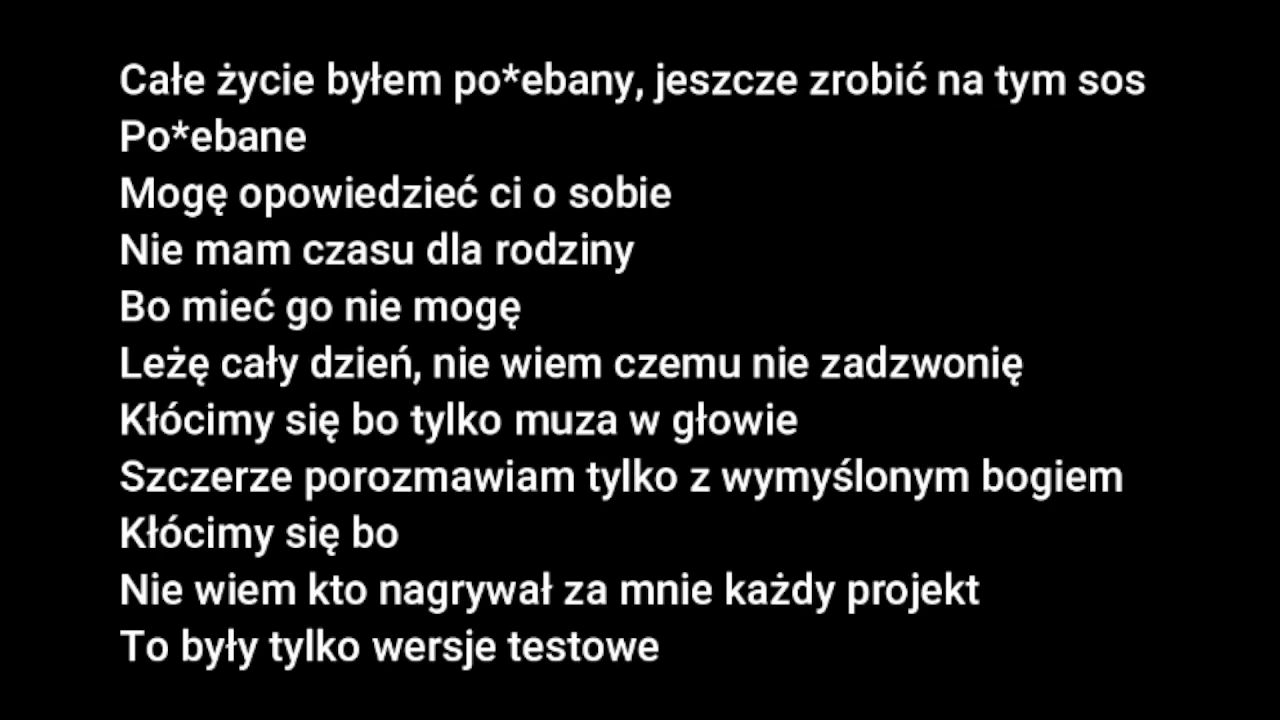 Całe życie byłem po*ebany, jeszcze zrobić na tym sos
Po*ebane
Mogę opowiedzieć ci o sobie
Nie mam czasu dla rodziny
Bo mieć go nie mogę
Leżę cały dzień, nie wiem czemu nie zadzwonię
Kłócimy się bo tylko muza w głowie
Szczerze porozmawiam tylko z wymyślonym bogiem
Kłócimy się bo
Nie wiem kto nagrywał za mnie każdy projekt
To były tylko wersje testowe